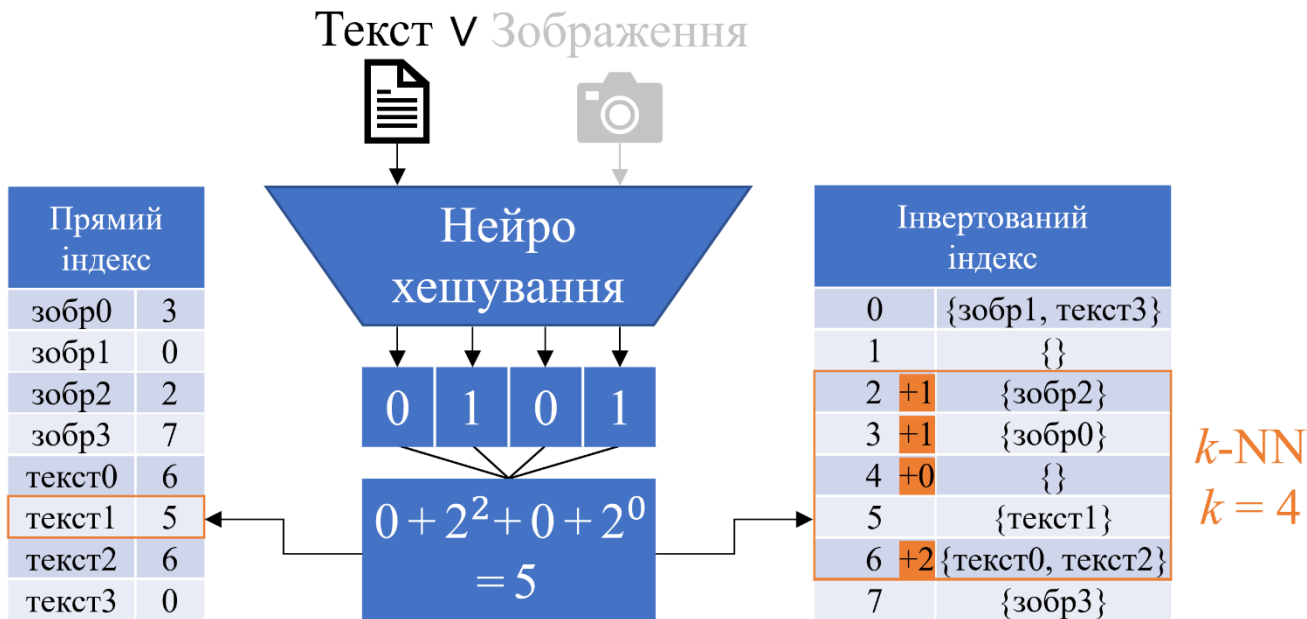 Текст ∨ Зображення
Нейро
хешування
0 1 0 1
0 + 2² + 0 + 2⁰
= 5
Прямий
індекс
зобр0 3
зобр1 0
зобр2 2
зобр3 7
текст0 6
текст1 5
текст2 6
текст3 0
Інвертований
індекс
0 {зобр1, текст3}
1 {}
2 +1 {зобр2}
3 +1 {зобр0}
4 +0 {}
5 {текст1}
6 +2 {текст0, текст2}
7 {зобр3}
k-NN
k = 4